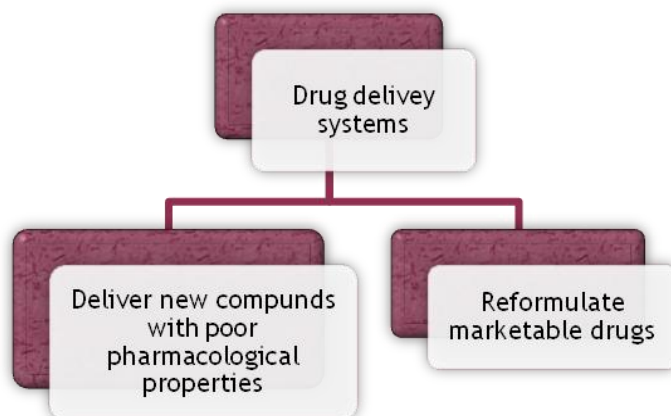 Drug delivey
systems
Deliver new compunds
with poor
pharmacological
properties
Reformulate
marketable drugs